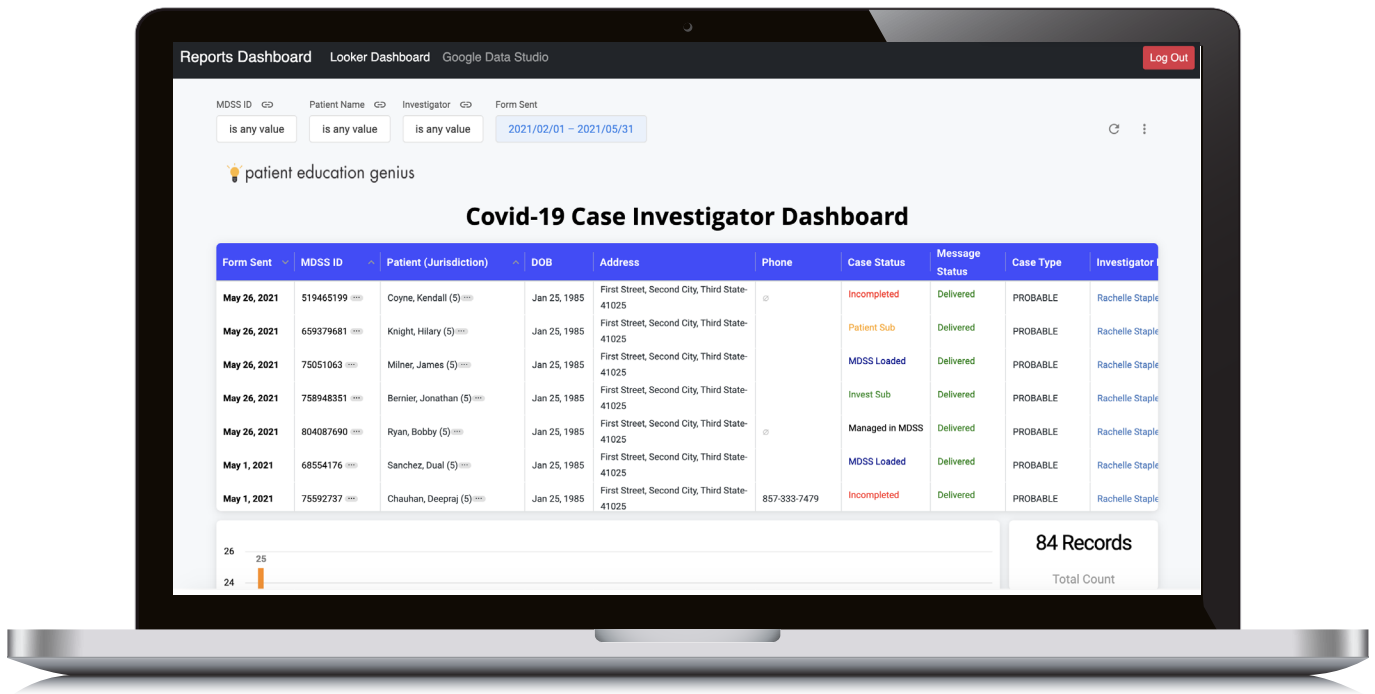 Reports Dashboard Looker Dashboard Google Data Studio Log Out
MDSS ID Patient Name Investigator Form Sent
is any value is any value is any value 2021/02/01 – 2021/05/31
patient education genius
Covid-19 Case Investigator Dashboard
Form Sent MDSS ID Patient (Jurisdiction) DOB Address Phone Case Status Message Status Case Type Investigator
May 26, 2021 519465199 Coyne, Kendall (5) Jan 25, 1985 First Street, Second City, Third State-41025 Incompleted Delivered PROBABLE Rachelle Staple
May 26, 2021 659379681 Knight, Hilary (5) Jan 25, 1985 First Street, Second City, Third State-41025 Patient Sub Delivered PROBABLE Rachelle Staple
May 26, 2021 75051063 Milner, James (5) Jan 25, 1985 First Street, Second City, Third State-41025 MDSS Loaded Delivered PROBABLE Rachelle Staple
May 26, 2021 758948351 Bernier, Jonathan (5) Jan 25, 1985 First Street, Second City, Third State-41025 Invest Sub Delivered PROBABLE Rachelle Staple
May 26, 2021 804087690 Ryan, Bobby (5) Jan 25, 1985 First Street, Second City, Third State-41025 Managed in MDSS Delivered PROBABLE Rachelle Staple
May 1, 2021 68554176 Sanchez, Dual (5) Jan 25, 1985 First Street, Second City, Third State-41025 MDSS Loaded Delivered PROBABLE Rachelle Staple
May 1, 2021 75592737 Chauhan, Deepraj (5) Jan 25, 1985 First Street, Second City, Third State-41025 857-333-7479 Incompleted Delivered PROBABLE Rachelle Staple
26
25
24
84 Records
Total Count